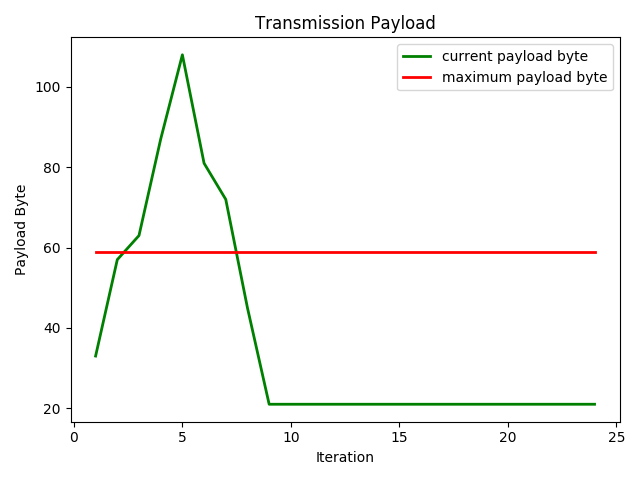 Transmission Payload
current payload byte
maximum payload byte
Payload Byte
100
80
60
40
20
0
5
10
15
20
25
Iteration